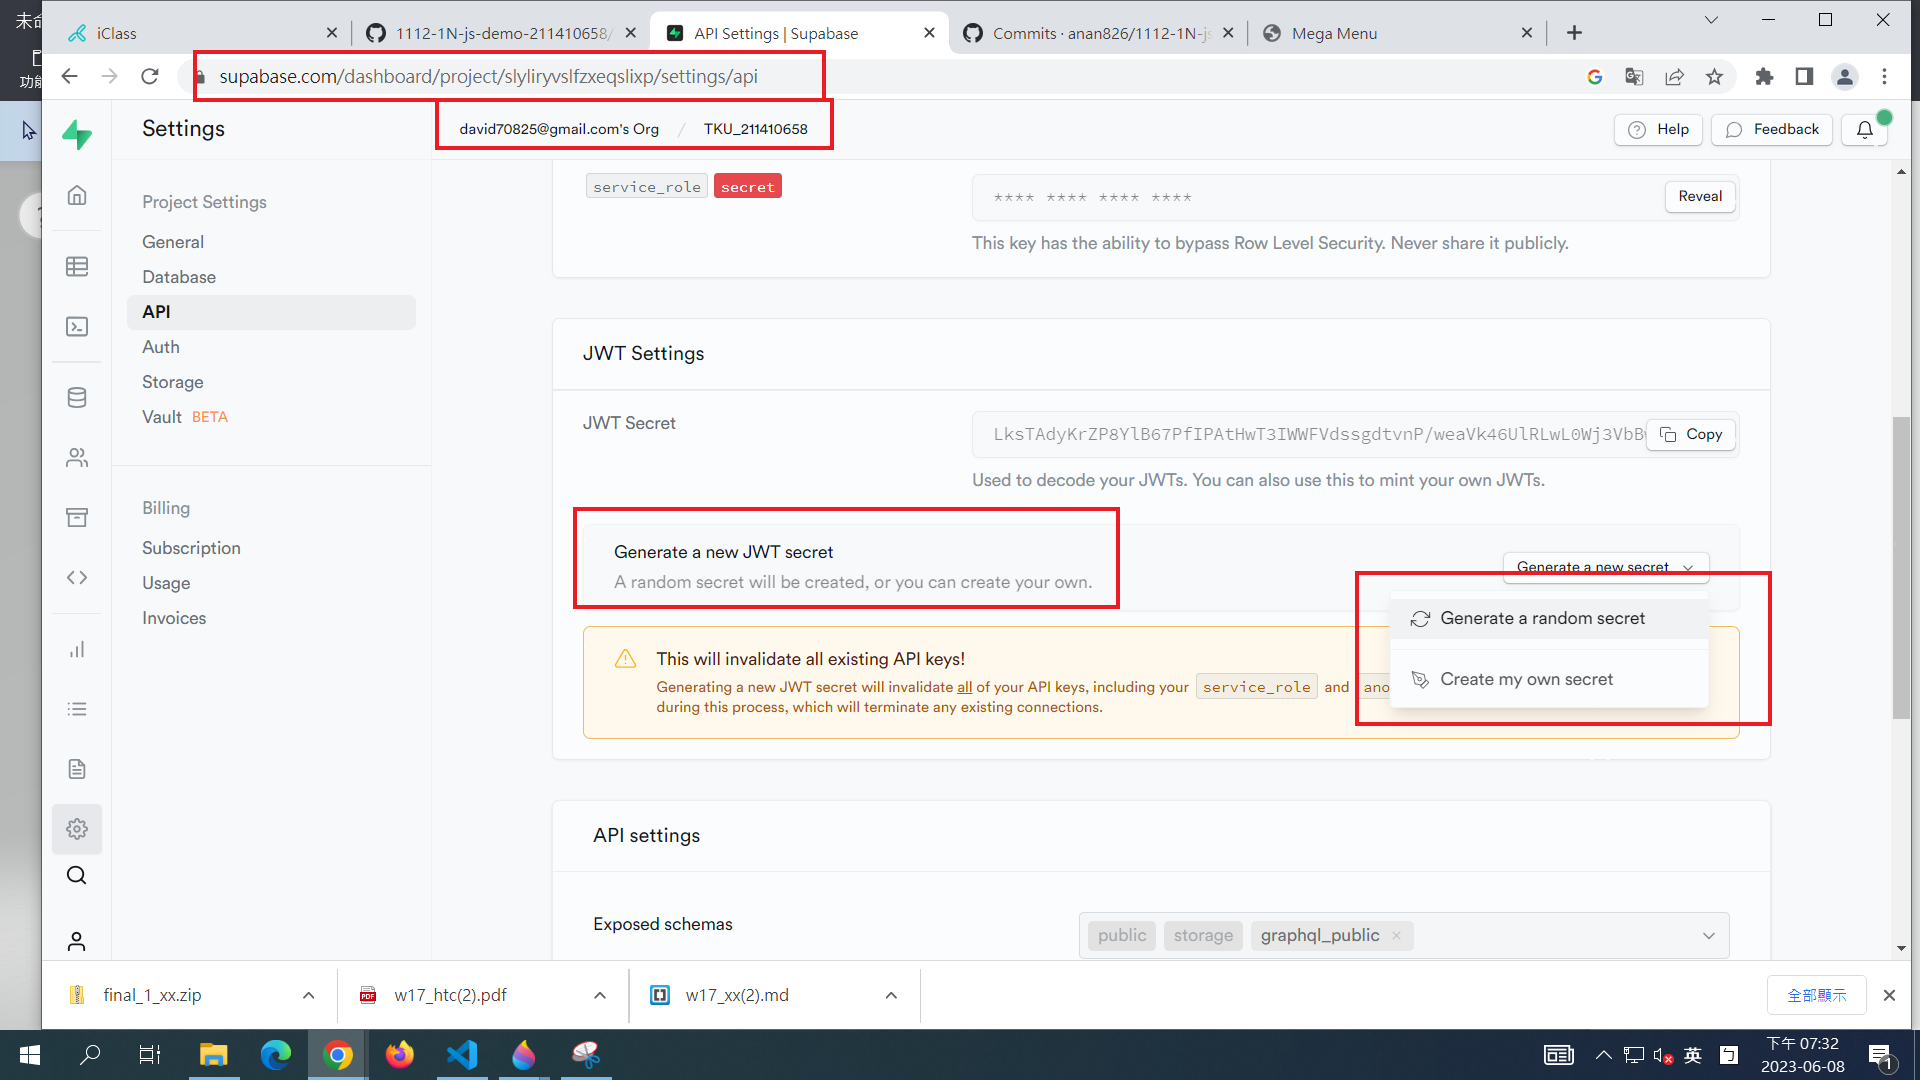 未命
功能
iClass
1112-1N-js-demo-211410658/
API Settings | Supabase
Commits · anan826/1112-1N-js
Mega Menu
supabase.com/dashboard/project/slyliryvslfzxeqslixp/settings/api
Settings
david70825@gmail.com's Org / TKU_211410658
Help
Feedback
Project Settings
General
Database
API
Auth
Storage
Vault BETA
Billing
Subscription
Usage
Invoices
service_role secret
**** **** **** ****
Reveal
This key has the ability to bypass Row Level Security. Never share it publicly.
JWT Settings
JWT Secret
LksTAdyKrZP8YlB67PfIPAtHwT3IWWFVdssgdtvnP/weaVk46UlRLwL0Wj3VbB
Copy
Used to decode your JWTs. You can also use this to mint your own JWTs.
Generate a new JWT secret
A random secret will be created, or you can create your own.
Generate a new secret
Generate a random secret
Create my own secret
This will invalidate all existing API keys!
Generating a new JWT secret will invalidate all of your API keys, including your service_role and ano
during this process, which will terminate any existing connections.
API settings
Exposed schemas
public storage graphql_public
final_1_xx.zip
w17_htc(2).pdf
w17_xx(2).md
全部顯示
英
ㄅ
下午 07:32
2023-06-08
1